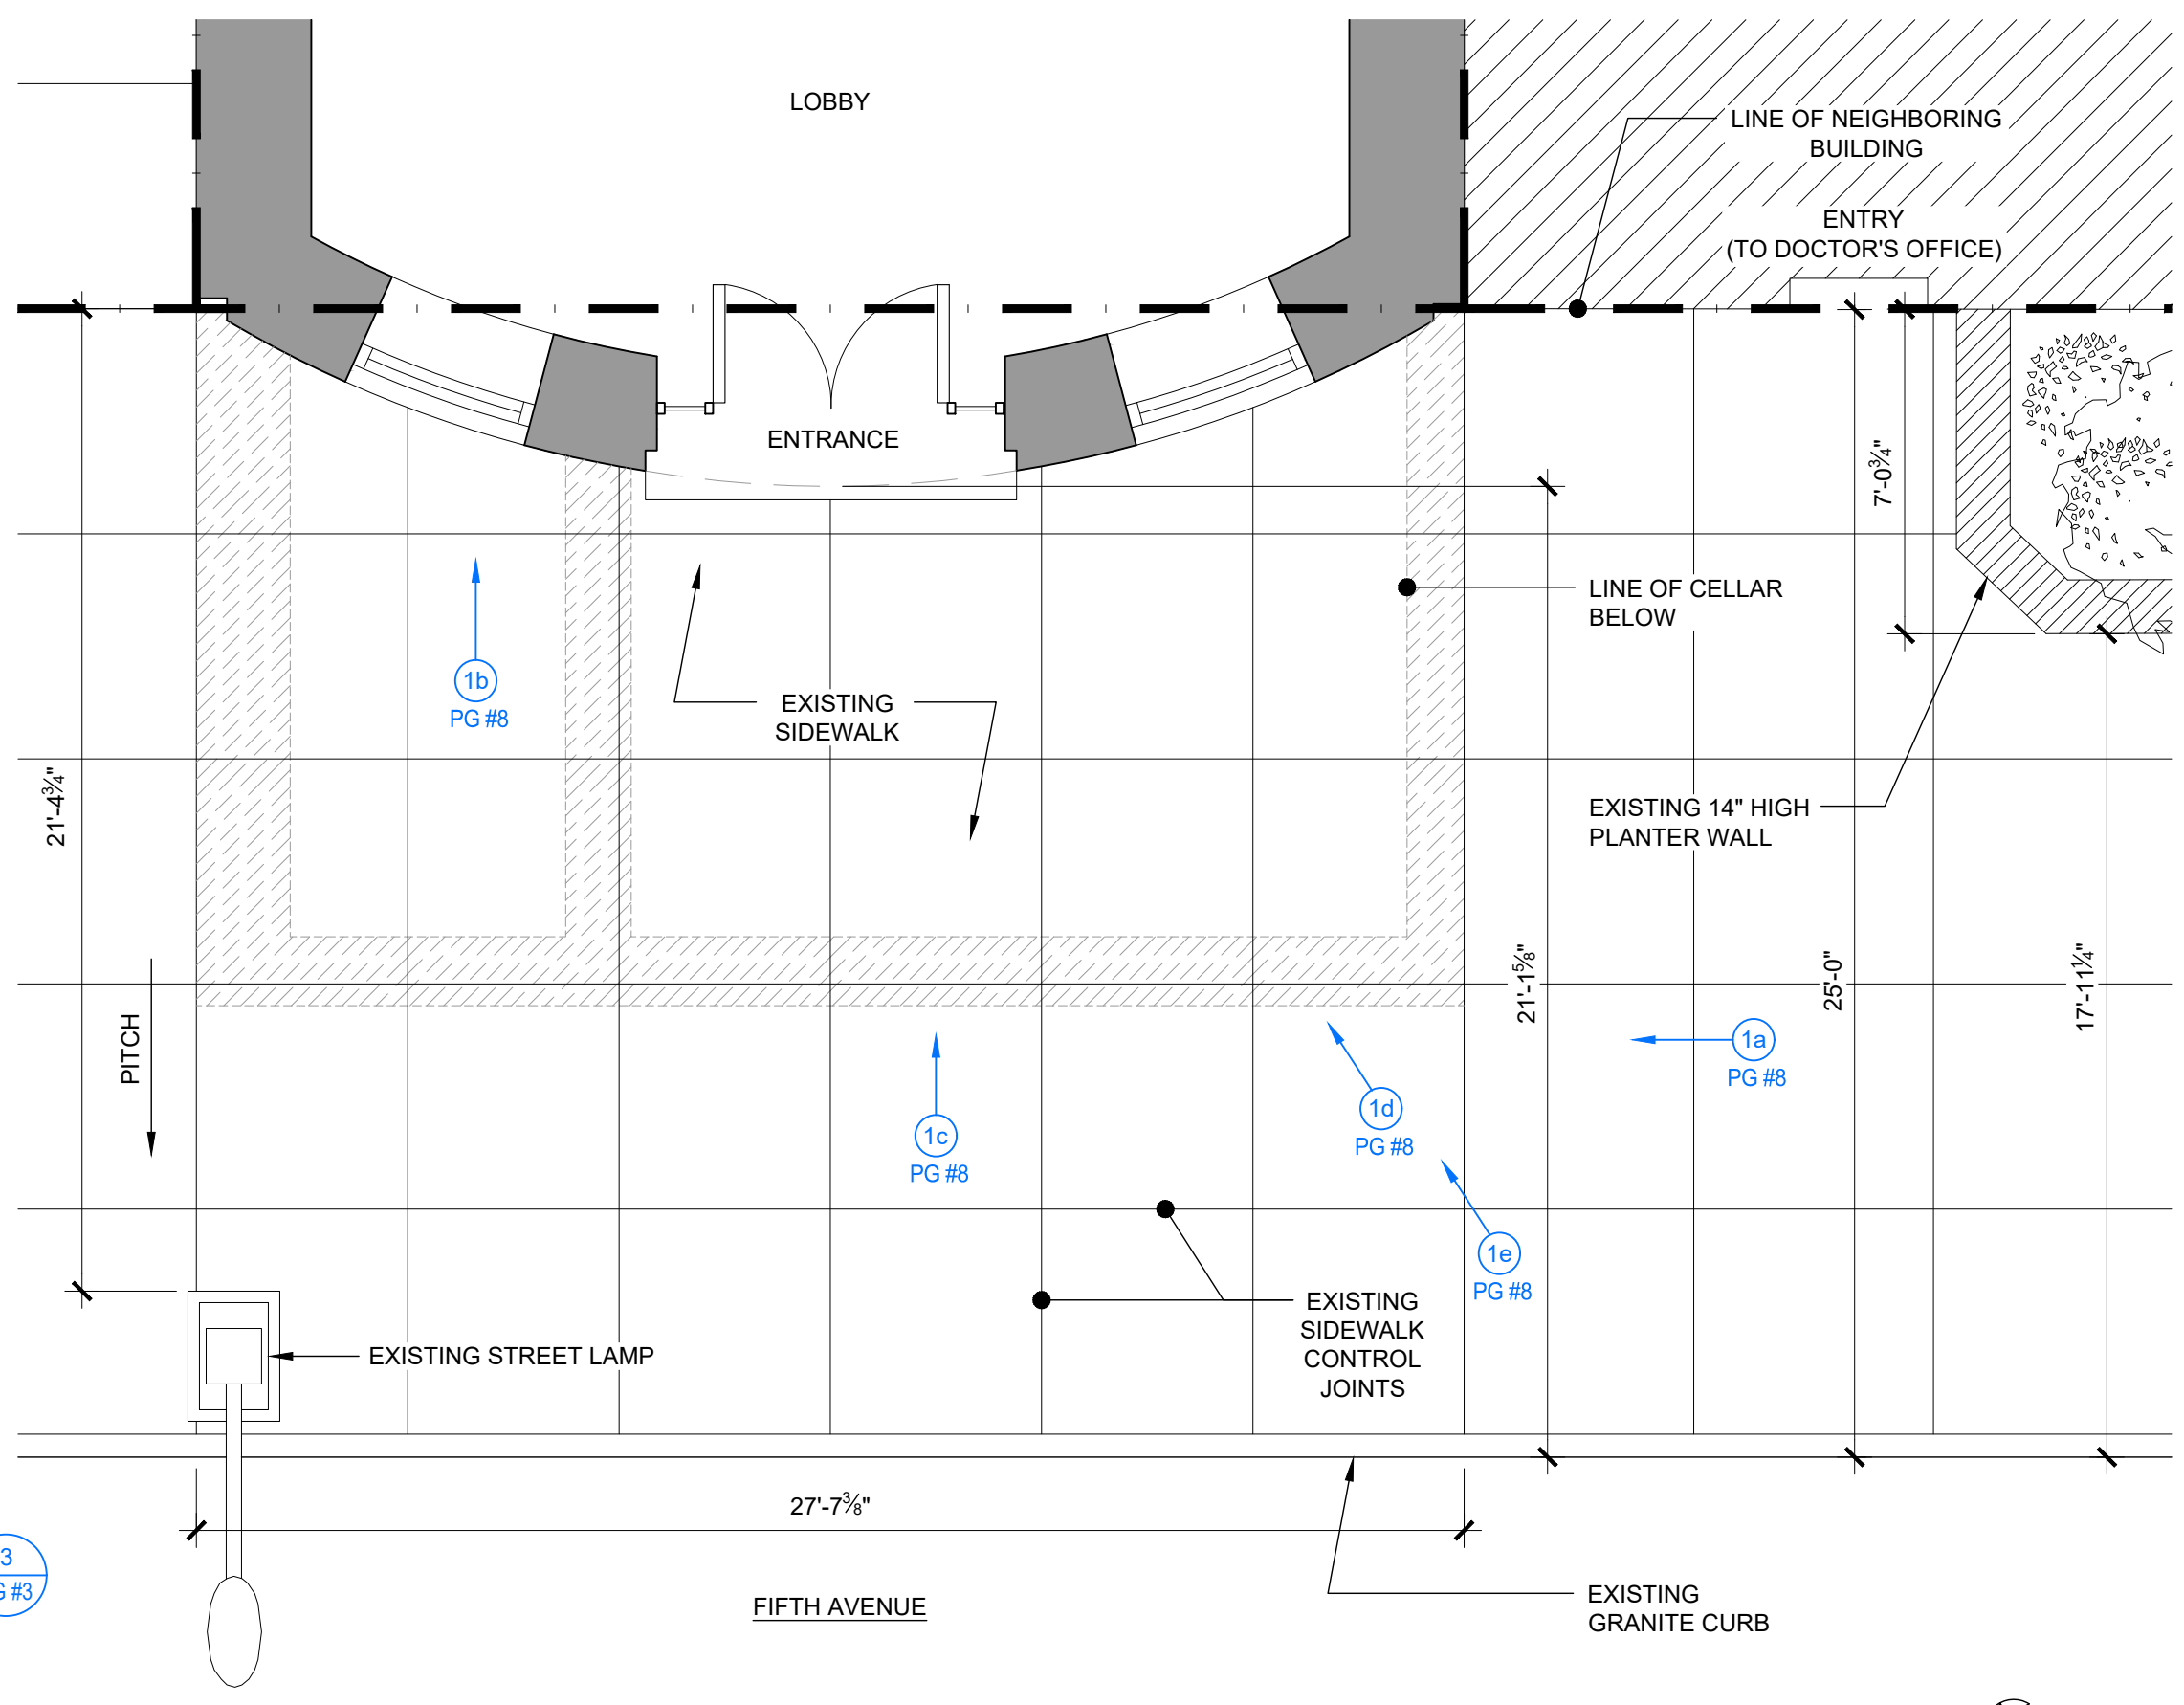 LOBBY
LINE OF NEIGHBORING
BUILDING
ENTRY
(TO DOCTOR'S OFFICE)
ENTRANCE
7'-0¾"
LINE OF CELLAR
BELOW
1b
PG #8
EXISTING
SIDEWALK
21'-4¾"
EXISTING 14" HIGH
PLANTER WALL
21'-1⅝"
25'-0"
17'-11¼"
PITCH
1a
PG #8
1d
PG #8
1c
PG #8
1e
PG #8
EXISTING
SIDEWALK
CONTROL
JOINTS
EXISTING STREET LAMP
27'-7⅜"
3
#3
FIFTH AVENUE
EXISTING
GRANITE CURB